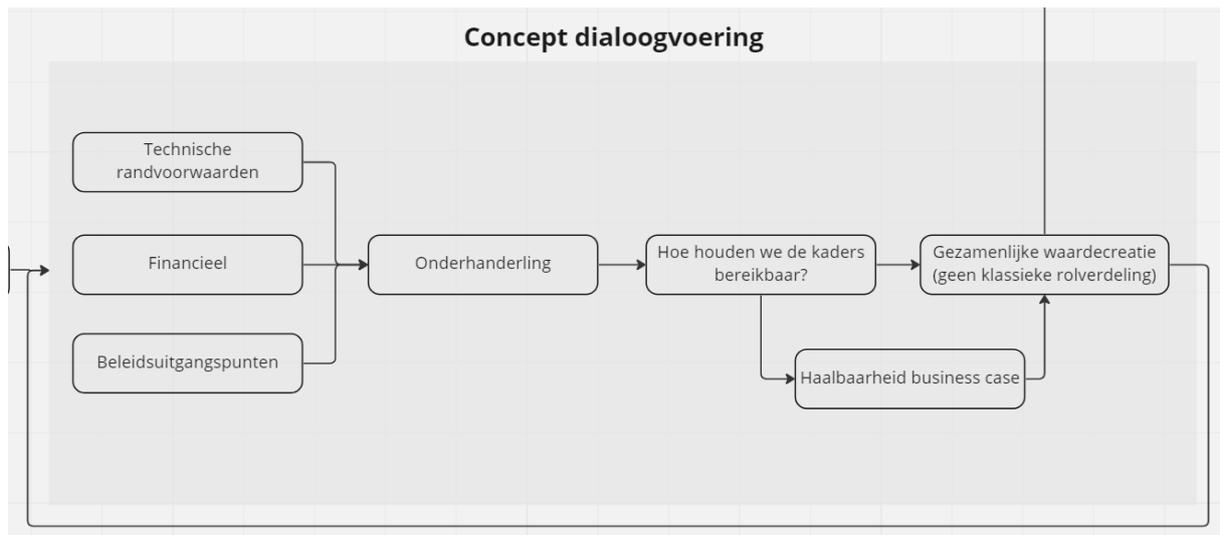 Concept dialoogvoering
Technische
randvoorwaarden
Financieel
Beleidsuitgangspunten
Onderhanderling
Hoe houden we de kaders
bereikbaar?
Haalbaarheid business case
Gezamenlijke waardecreatie
(geen klassieke rolverdeling)